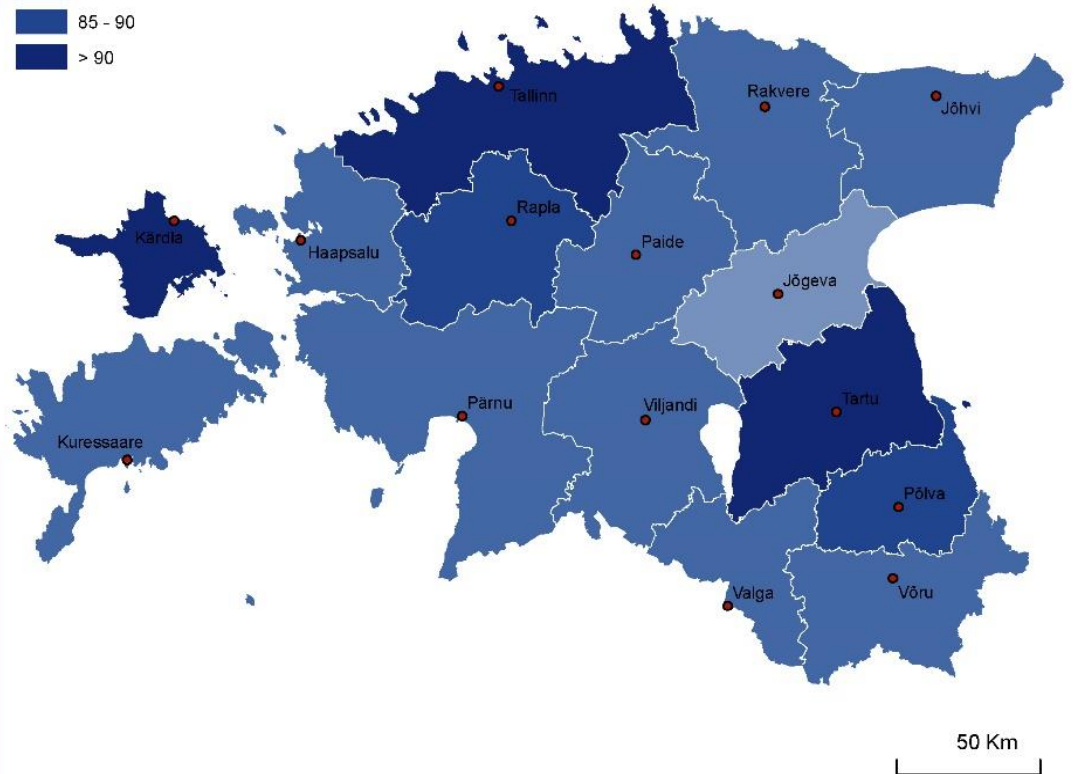 85 - 90
> 90
Tallinn
Rakvere
Jõhvi
Kärdla
Haapsalu
Rapla
Paide
Jõgeva
Kuressaare
Pärnu
Viljandi
Tartu
Põlva
Valga
Võru
50 Km